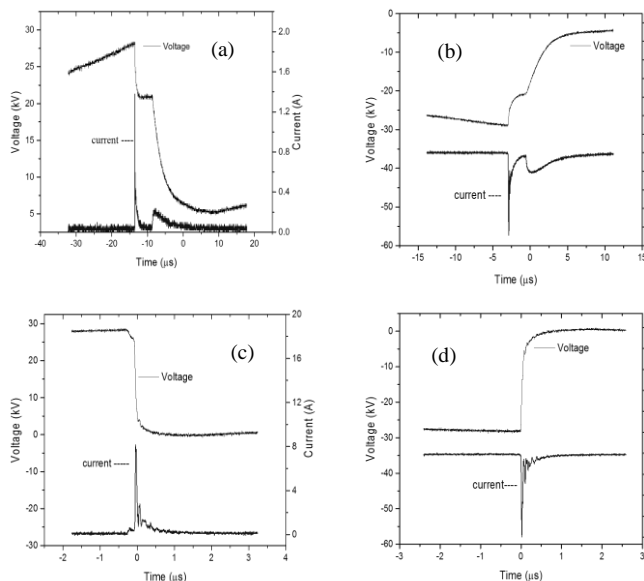 (a)
30
25
20
15
10
5
Voltage (kV)
Voltage
current
2.0
1.6
1.2
0.8
0.4
0.0
Current (A)
-40 -30 -20 -10 0 10 20
Time (μs)
(b)
0
-10
-20
-30
-40
-50
-60
Voltage (kV)
Voltage
current
-15 -10 -5 0 5 10 15
Time (μs)
(c)
30
20
10
0
-10
-20
-30
Voltage (kV)
Voltage
current
20
16
12
8
4
0
Current (A)
-2 -1 0 1 2 3 4
Time (μs)
(d)
10
0
-10
-20
-30
-40
-50
-60
Voltage (kV)
Voltage
current
-3 -2 -1 0 1 2 3
Time (μs)